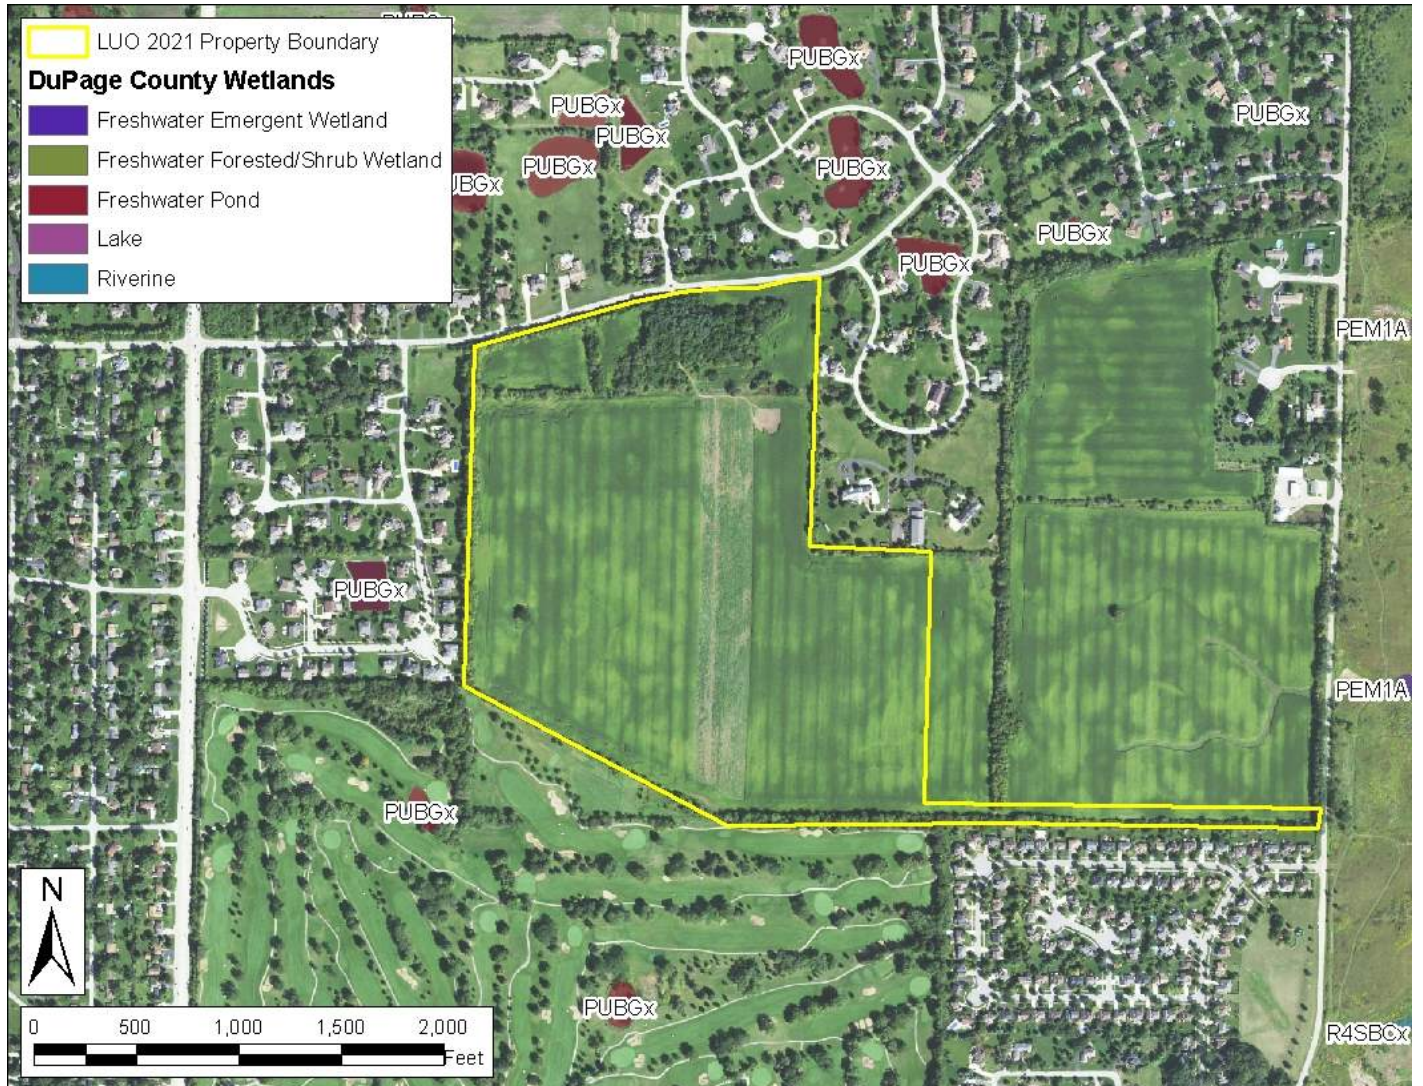 LUO 2021 Property Boundary
DuPage County Wetlands
Freshwater Emergent Wetland
Freshwater Forested/Shrub Wetland
Freshwater Pond
Lake
Riverine
PUBGx
PUBGx
PUBGx
PUBGx
PUBGx
PUBGx
PUBGx
PUBGx
PUBGx
PEM1A
PUBGx
PEM1A
PUBGx
N
PUBGx
R4SBCx
0 500 1,000 1,500 2,000
Feet